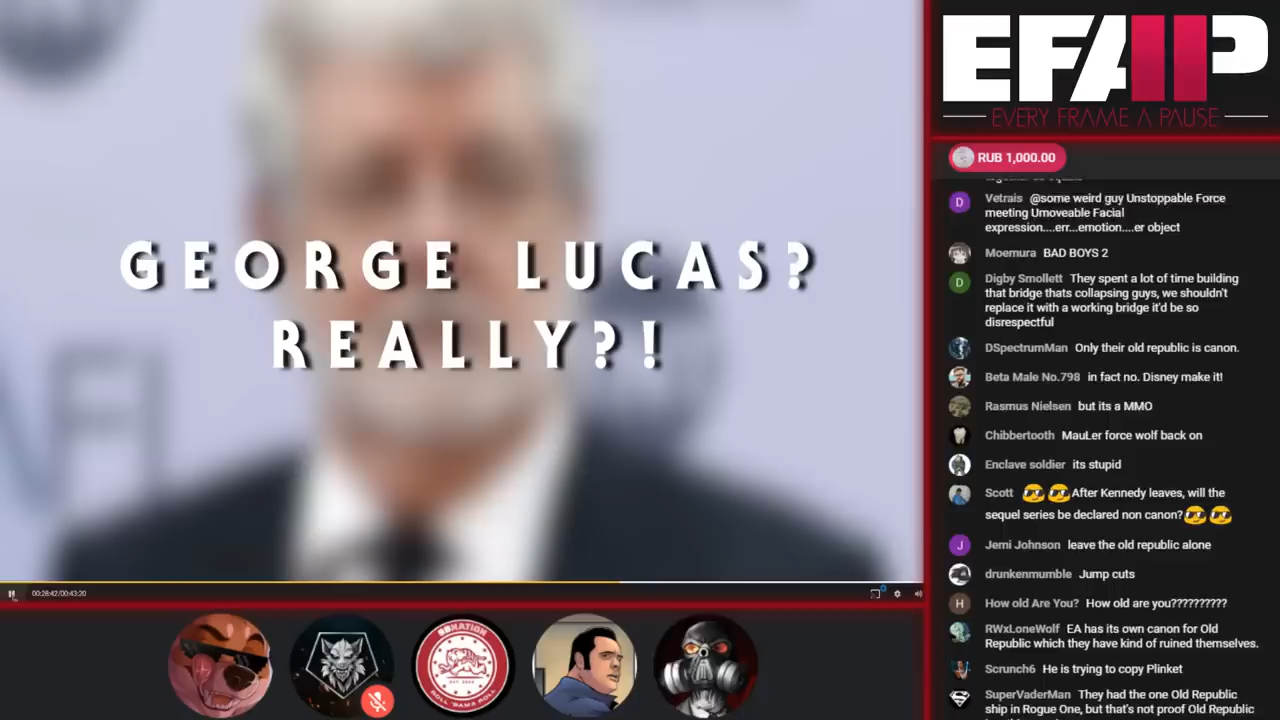 GEORGE LUCAS?
REALLY?!
00:28:42/00:43:20
EFAP
EVERY FRAME A PAUSE
RUB 1,000.00
D Vetrais @some weird guy Unstoppable Force
meeting Umoveable Facial
expression....err...emotion....er object
Moemura BAD BOYS 2
D Digby Smollett They spent a lot of time building
that bridge thats collapsing guys, we shouldn't
replace it with a working bridge it'd be so
disrespectful
DSpectrumMan Only their old republic is canon.
Beta Male No.798 in fact no. Disney make it!
Rasmus Nielsen but its a MMO
Chibbertooth MauLer force wolf back on
Enclave soldier its stupid
Scott After Kennedy leaves, will the
sequel series be declared non canon?
J Jemi Johnson leave the old republic alone
drunkenmumble Jump cuts
H How old Are You? How old are you??????????
RWxLoneWolf EA has its own canon for Old
Republic which they have kind of ruined themselves.
Scrunch6 He is trying to copy Plinket
SuperVaderMan They had the one Old Republic
ship in Rogue One, but that's not proof Old Republic
BBNATION
ROLL 'BAMA ROLL